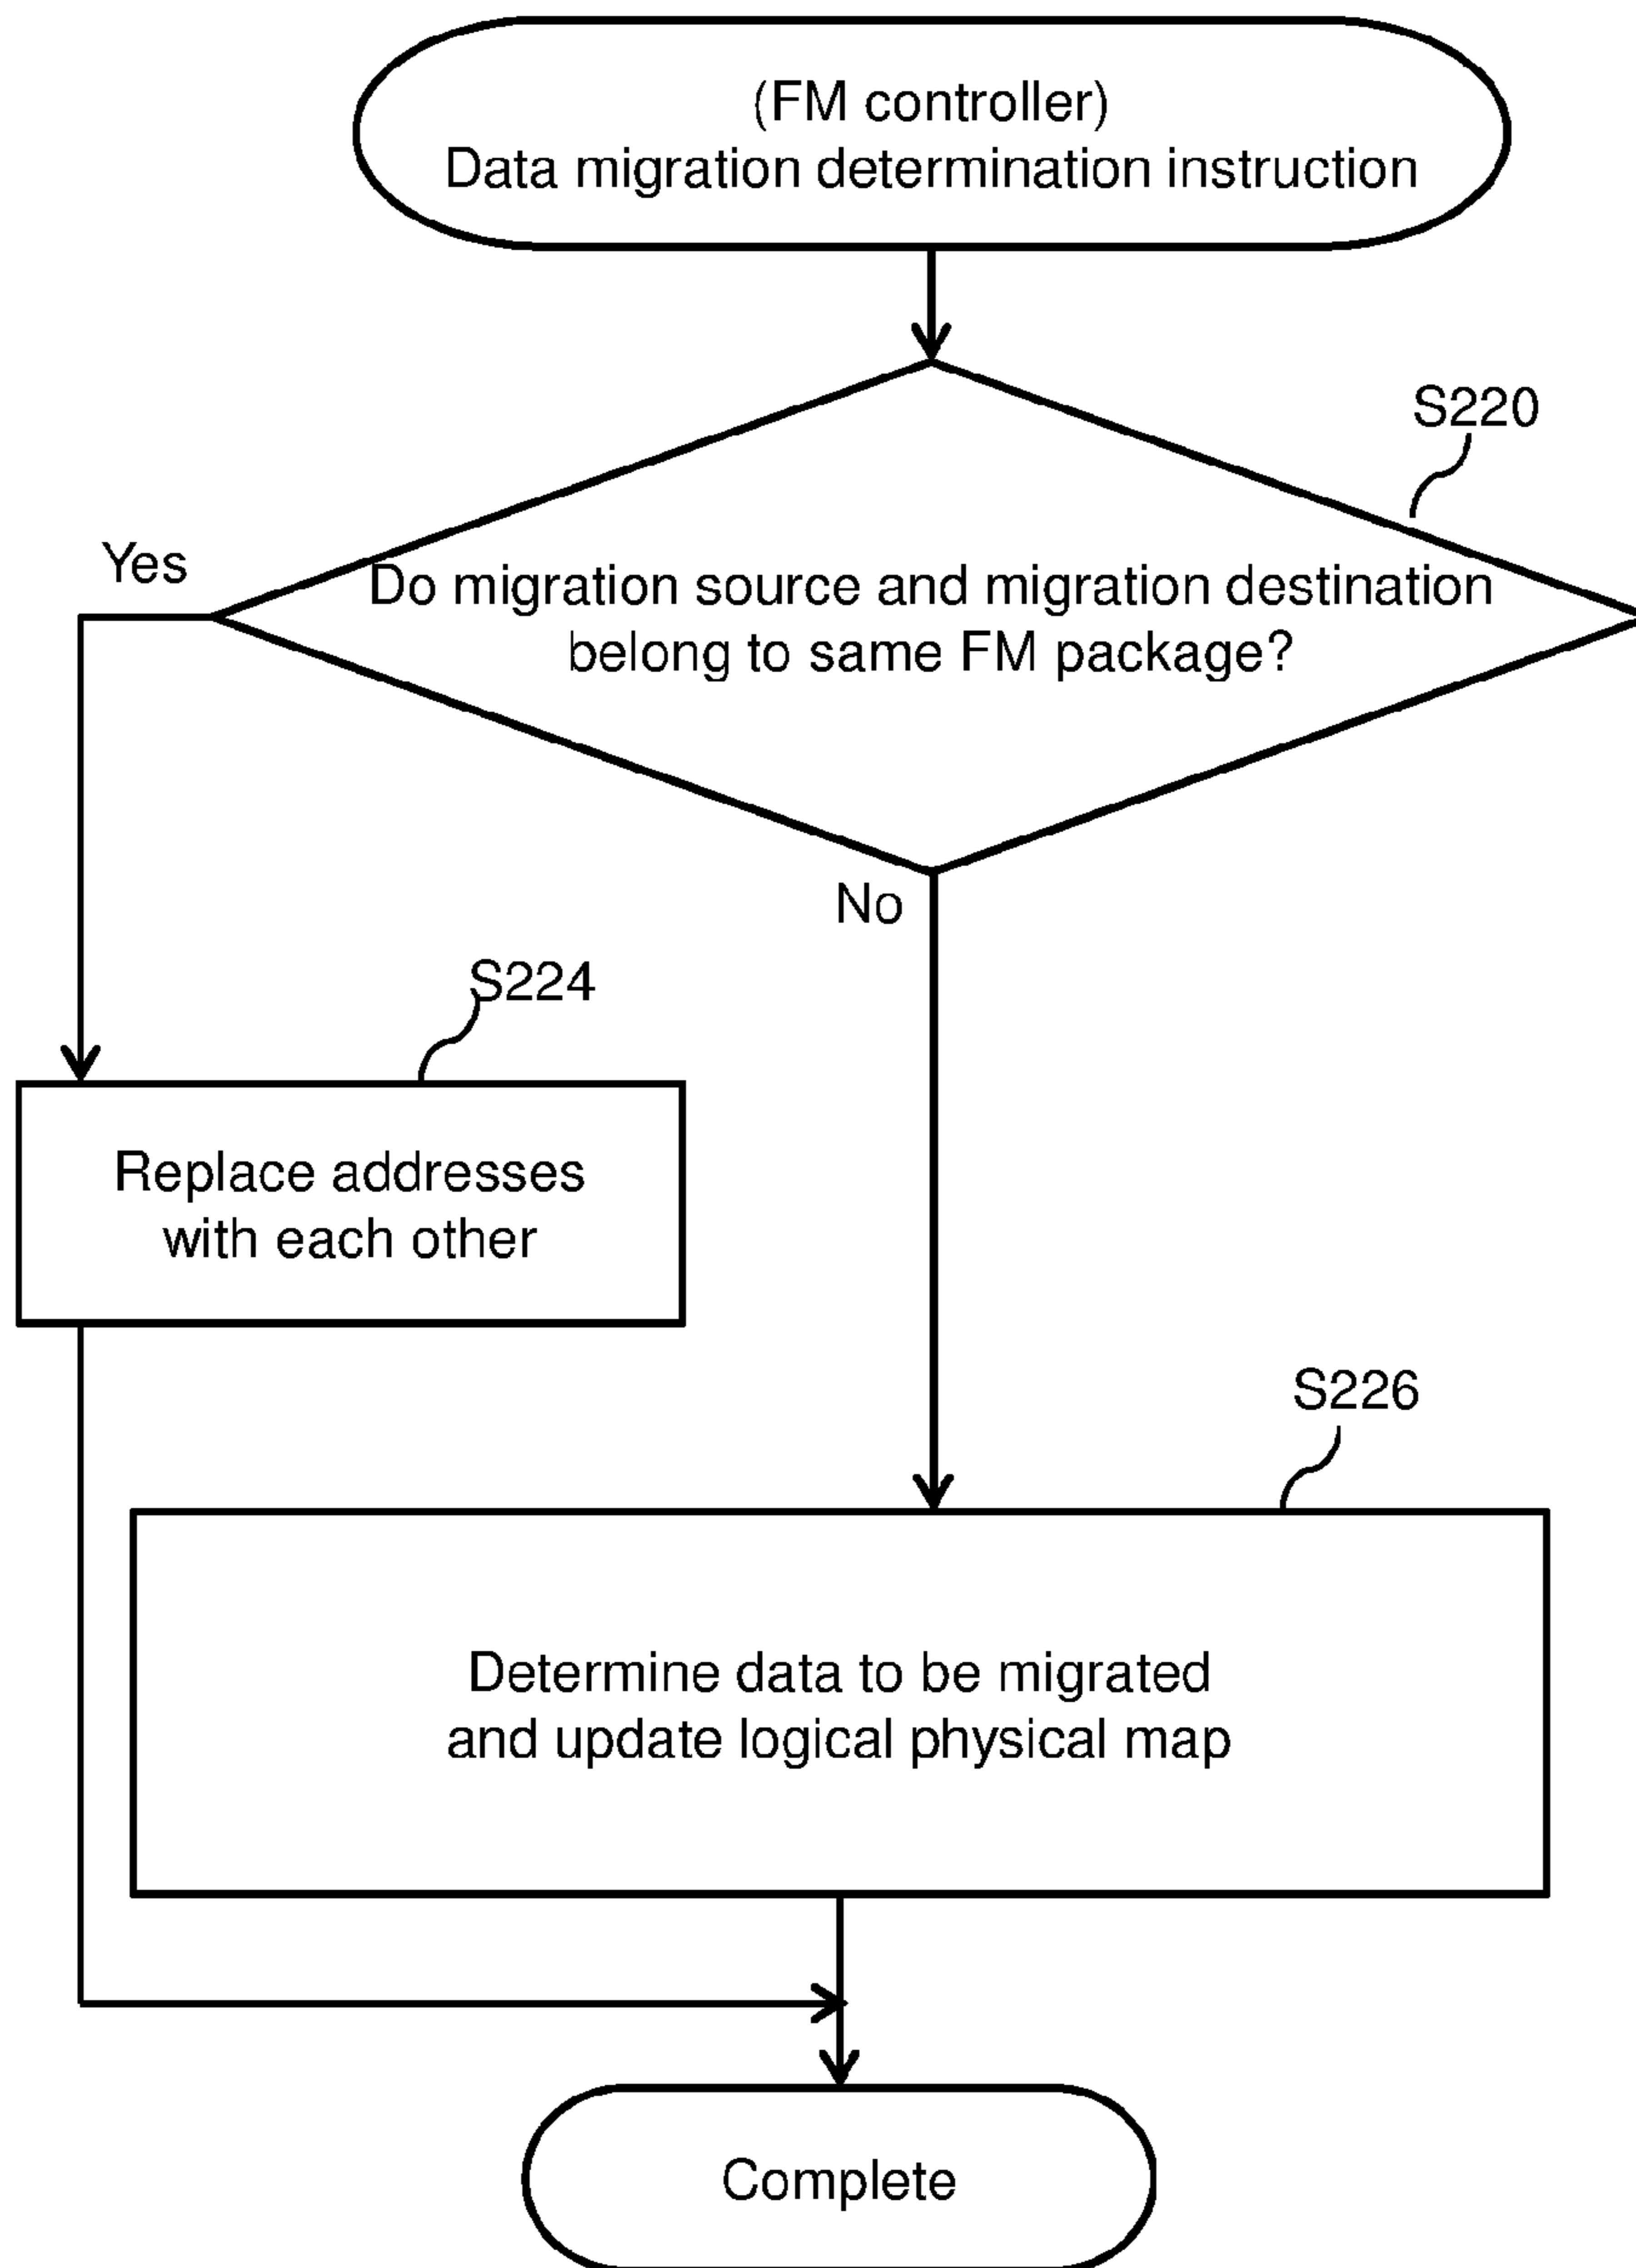 (FM controller)
Data migration determination instruction
S220
Yes
Do migration source and migration destination
belong to same FM package?
No
S224
Replace addresses
with each other
S226
Determine data to be migrated
and update logical physical map
Complete